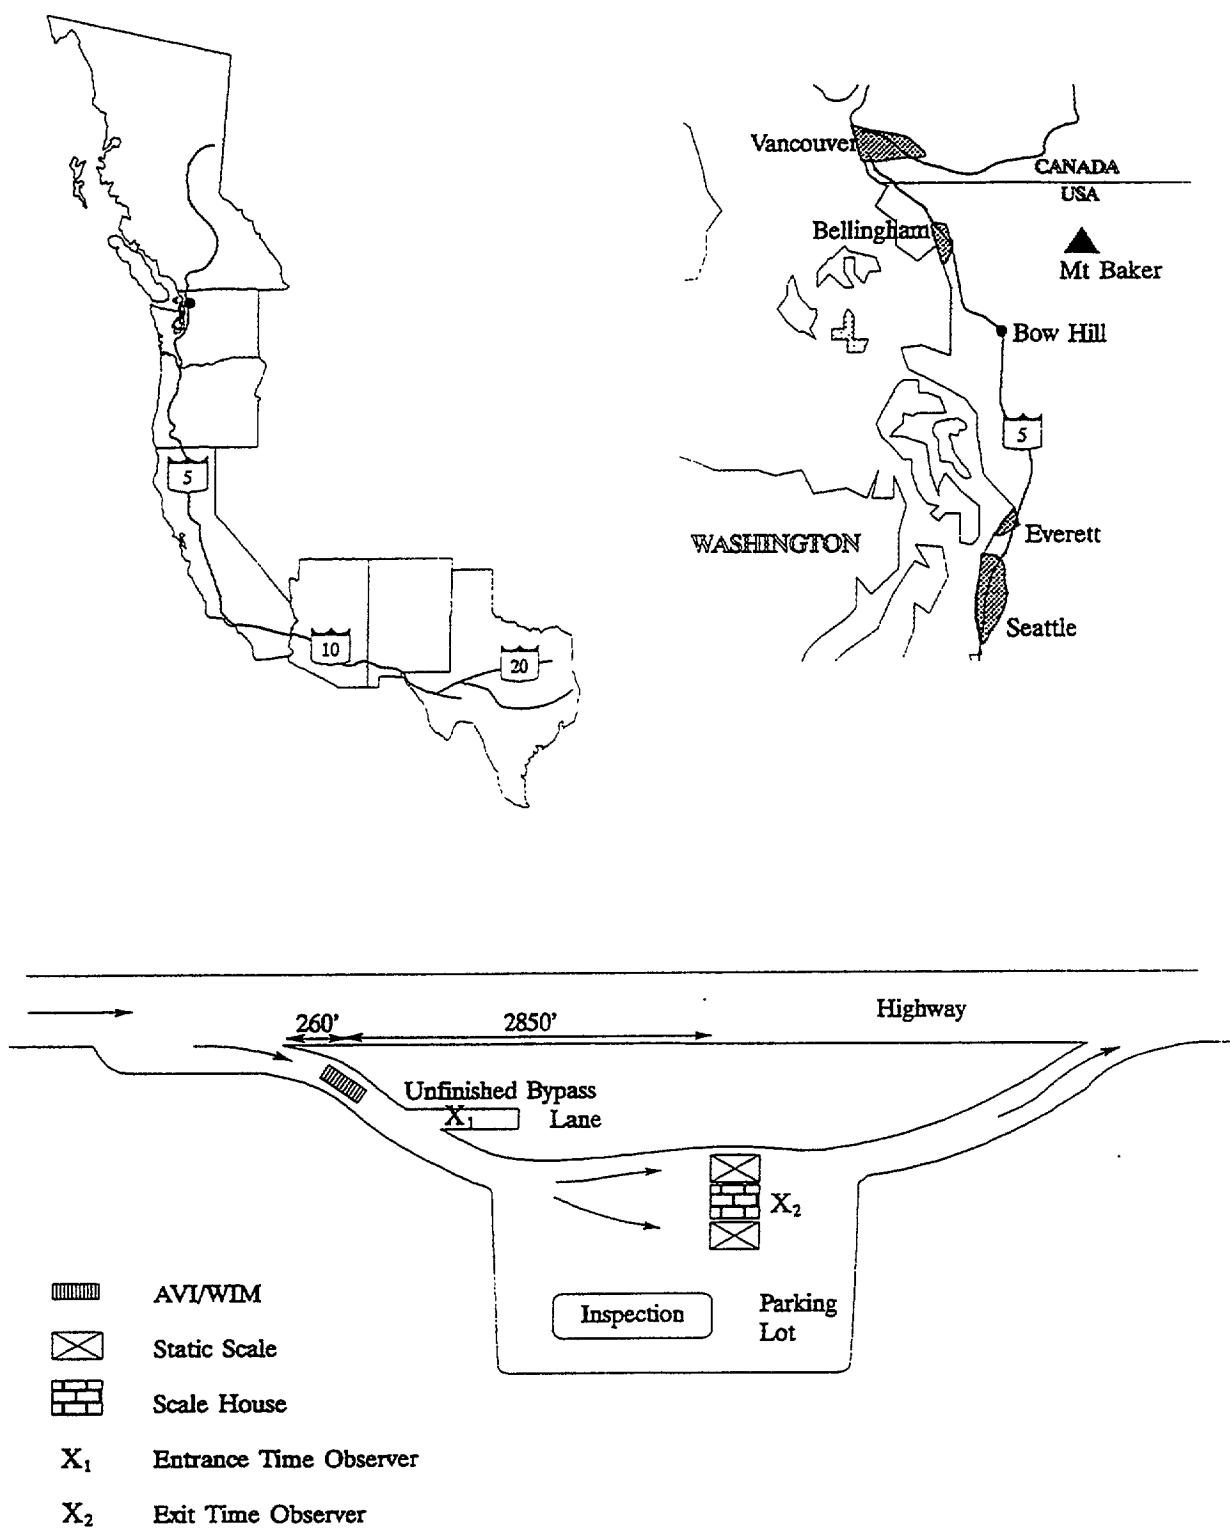 Vancouver
CANADA
USA
Bellingham
Mt Baker
Bow Hill
5
5
WASHINGTON
Everett
10
20
Seattle
260'
2850'
Highway
Unfinished Bypass
X₁
Lane
X₂
Inspection
Parking
Lot
AVI/WIM
Static Scale
Scale House
X₁ Entrance Time Observer
X₂ Exit Time Observer